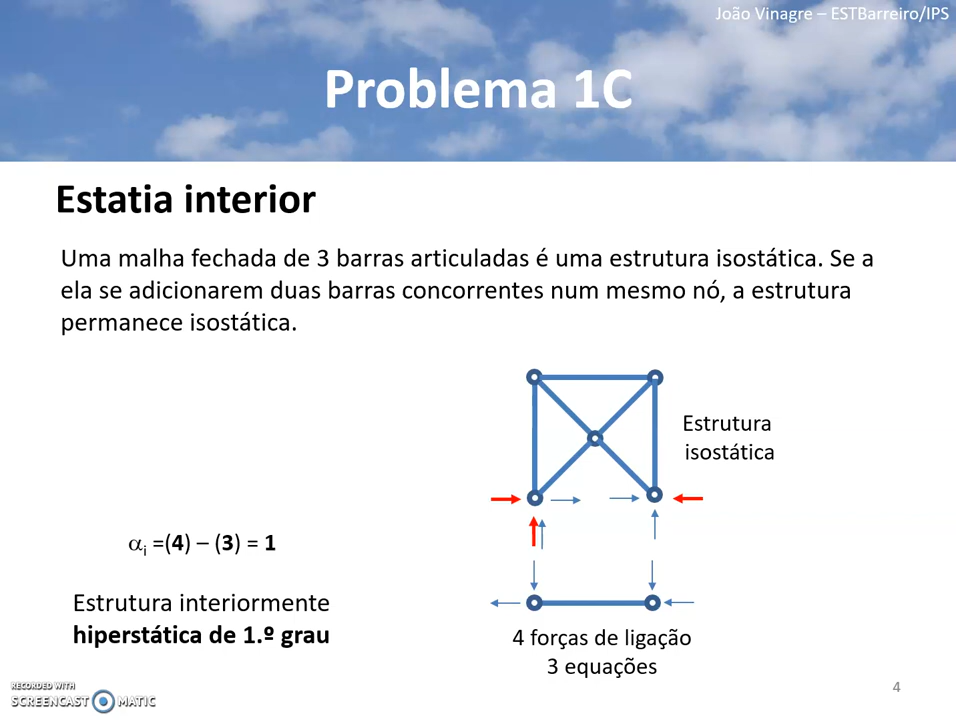 João Vinagre – ESTBarreiro/IPS
Problema 1C
Estatia interior
Uma malha fechada de 3 barras articuladas é uma estrutura isostática. Se a
ela se adicionarem duas barras concorrentes num mesmo nó, a estrutura
permanece isostática.
Estrutura
isostática
αi =(4) – (3) = 1
Estrutura interiormente
hiperstática de 1.º grau
4 forças de ligação
3 equações
RECORDED WITH
SCREENCAST MATIC
4